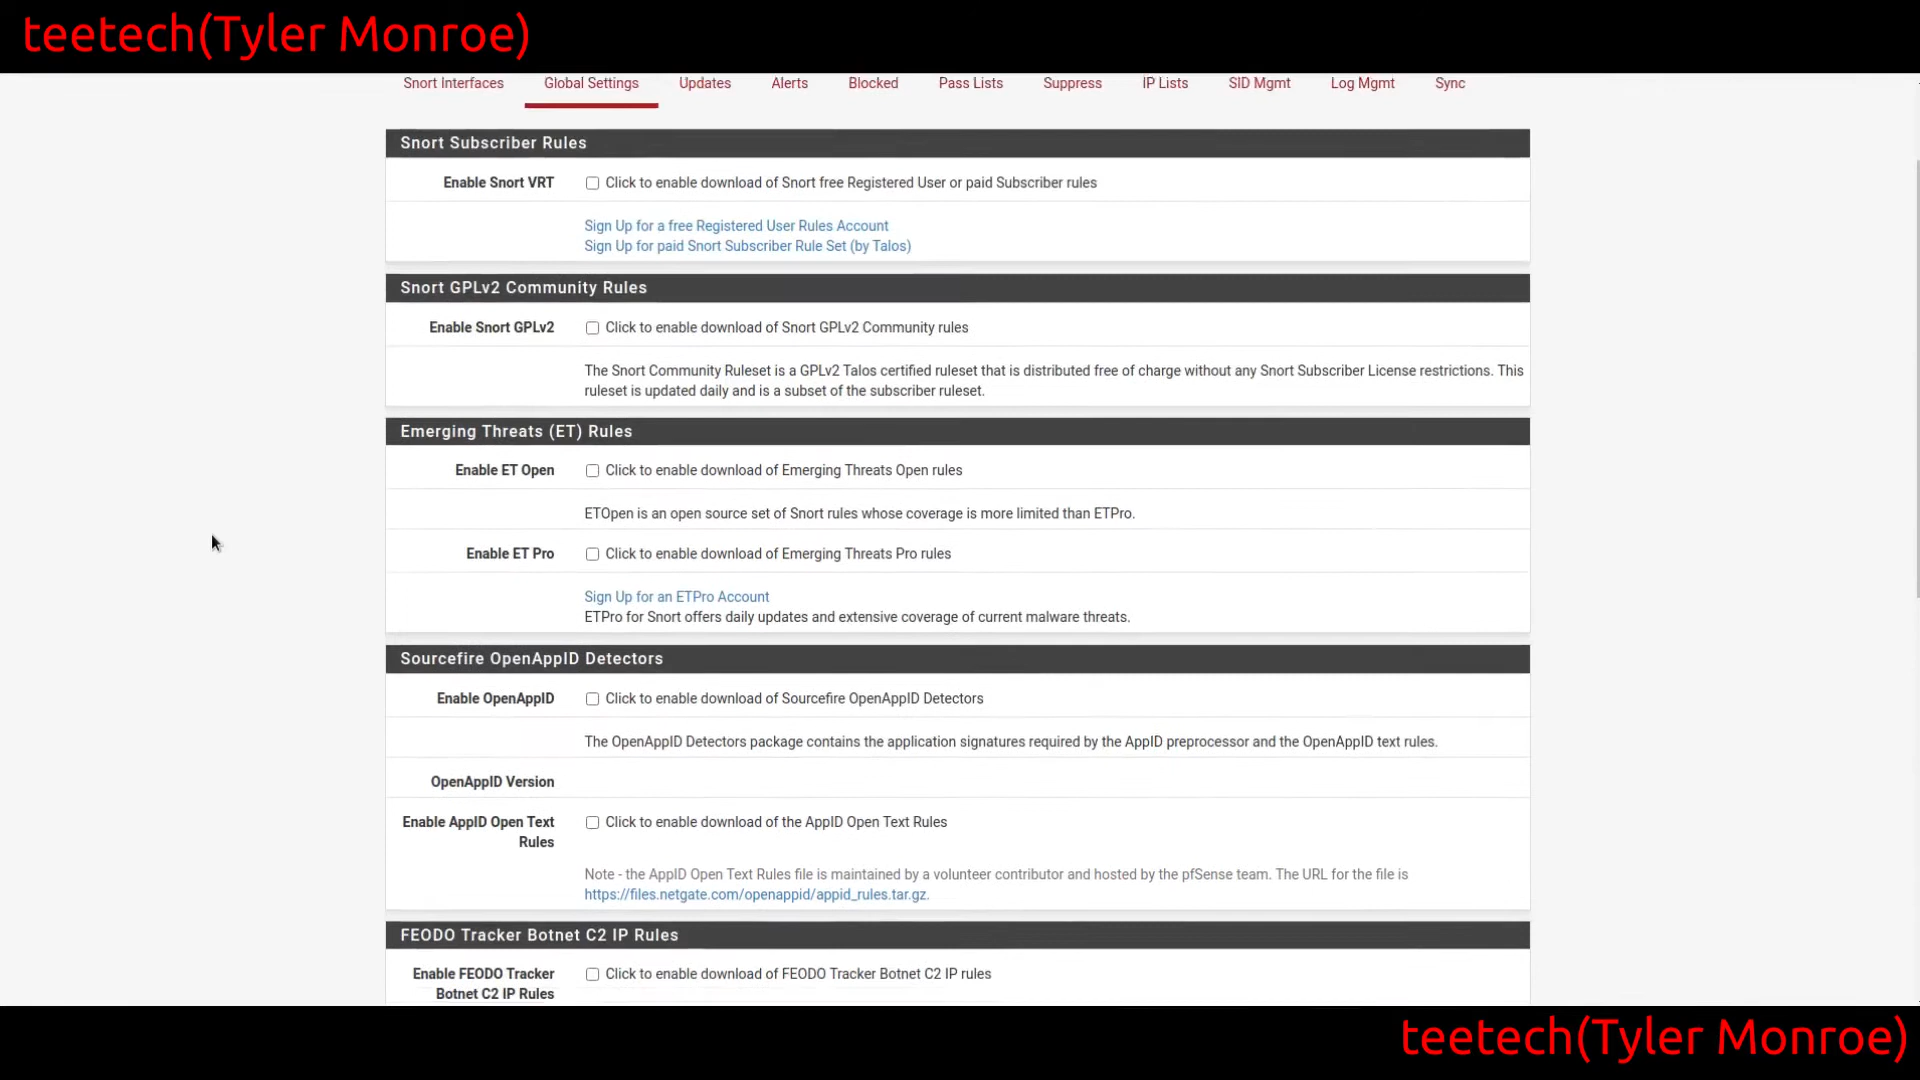 teetech(Tyler Monroe)
Snort Interfaces Global Settings Updates Alerts Blocked Pass Lists Suppress IP Lists SID Mgmt Log Mgmt Sync
Snort Subscriber Rules
Enable Snort VRT Click to enable download of Snort free Registered User or paid Subscriber rules
Sign Up for a free Registered User Rules Account
Sign Up for paid Snort Subscriber Rule Set (by Talos)
Snort GPLv2 Community Rules
Enable Snort GPLv2 Click to enable download of Snort GPLv2 Community rules
The Snort Community Ruleset is a GPLv2 Talos certified ruleset that is distributed free of charge without any Snort Subscriber License restrictions. This
ruleset is updated daily and is a subset of the subscriber ruleset.
Emerging Threats (ET) Rules
Enable ET Open Click to enable download of Emerging Threats Open rules
ETOpen is an open source set of Snort rules whose coverage is more limited than ETPro.
Enable ET Pro Click to enable download of Emerging Threats Pro rules
Sign Up for an ETPro Account
ETPro for Snort offers daily updates and extensive coverage of current malware threats.
Sourcefire OpenAppID Detectors
Enable OpenAppID Click to enable download of Sourcefire OpenAppID Detectors
The OpenAppID Detectors package contains the application signatures required by the AppID preprocessor and the OpenAppID text rules.
OpenAppID Version
Enable AppID Open Text Click to enable download of the AppID Open Text Rules
Rules
Note - the AppID Open Text Rules file is maintained by a volunteer contributor and hosted by the pfSense team. The URL for the file is
https://files.netgate.com/openappid/appid_rules.tar.gz.
FEODO Tracker Botnet C2 IP Rules
Enable FEODO Tracker Click to enable download of FEODO Tracker Botnet C2 IP rules
Botnet C2 IP Rules
teetech(Tyler Monroe)